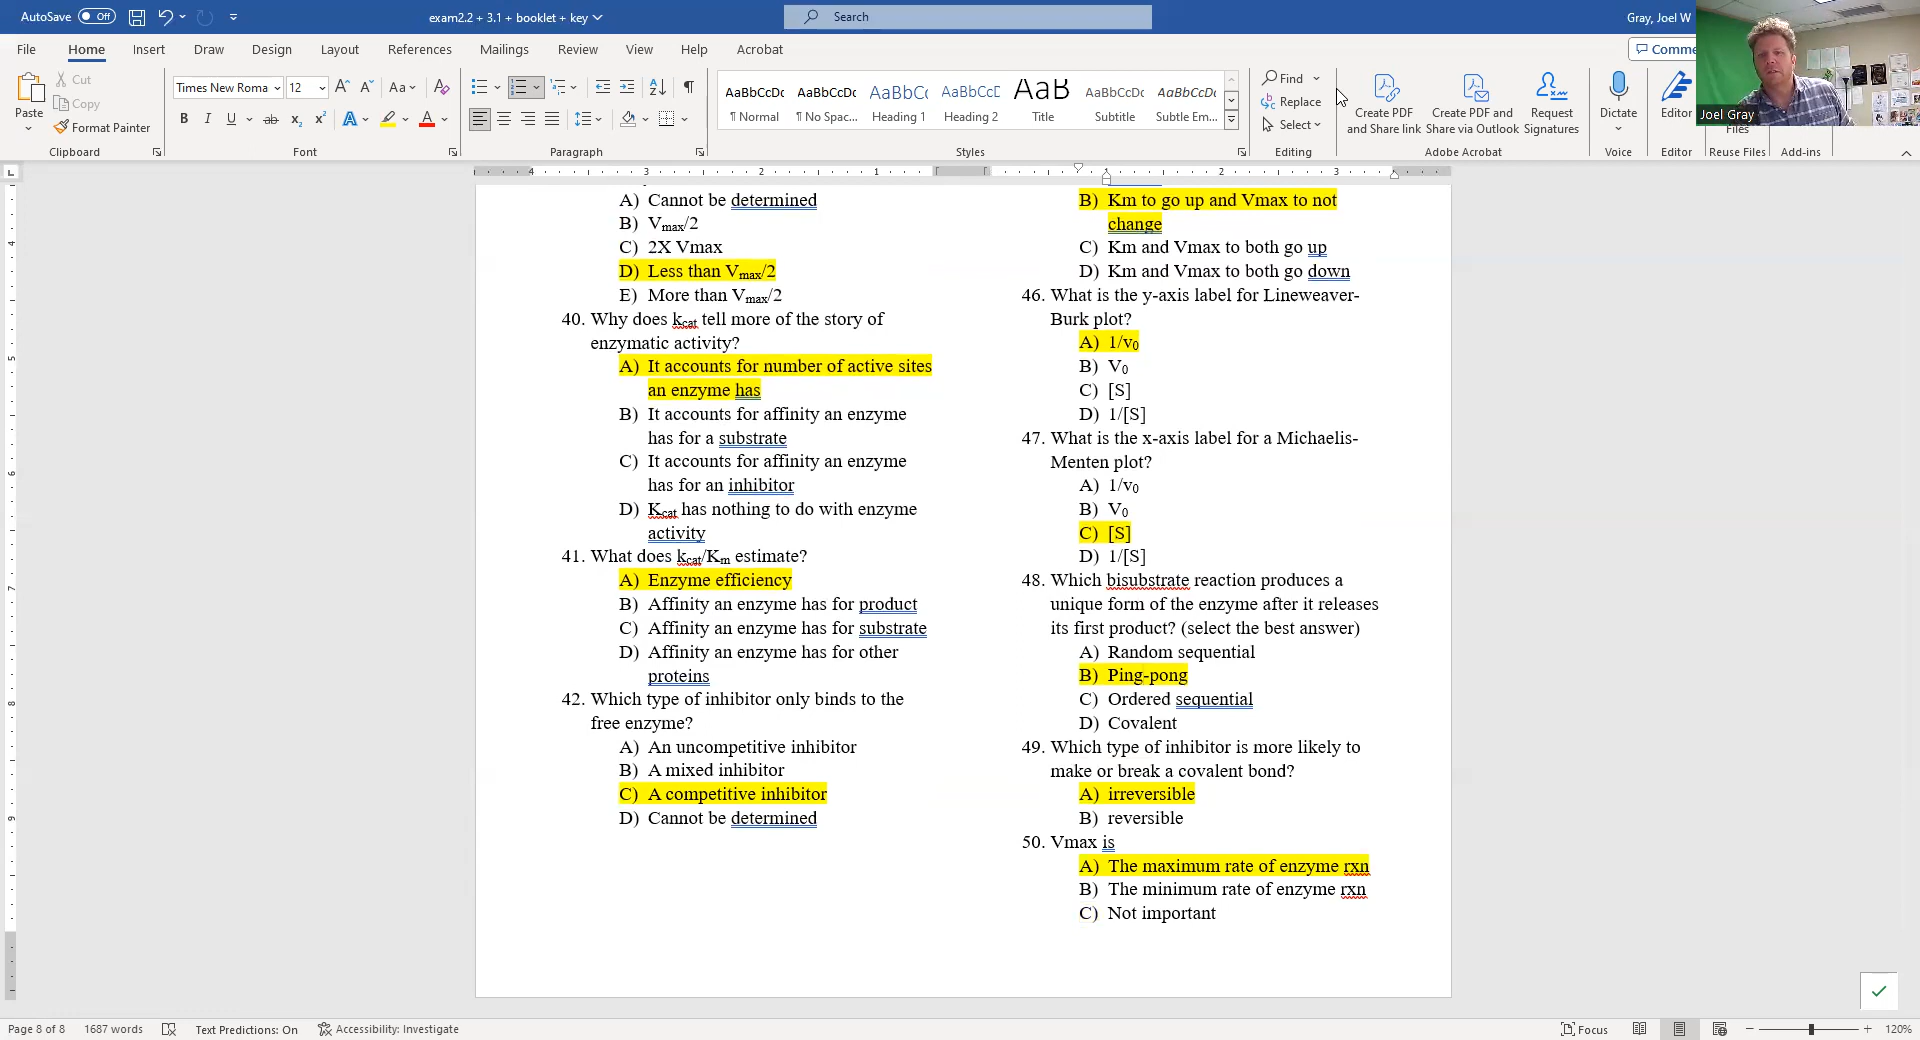 AutoSave Off exam2.2 + 3.1 + booklet + key Search Gray, Joel W
File Home Insert Draw Design Layout References Mailings Review View Help Acrobat Comme
Paste Cut Copy Format Painter
Clipboard
Times New Roma 12 Aa
B I U ab x₂ x² A A
Font
Paragraph
AaBbCcDc AaBbCcDc AaBbC( AaBbCcD AaB AaBbCcD( AaBbCcD(
¶ Normal ¶ No Spac... Heading 1 Heading 2 Title Subtitle Subtle Em...
Styles
Find
Replace
Select
Editing
Create PDF and Share link
Create PDF and Share via Outlook
Request Signatures
Adobe Acrobat
Dictate
Voice
Editor
Editor
Files
Reuse Files
Add-ins
Joel Gray
A) Cannot be determined
B) Vmax/2
C) 2X Vmax
D) Less than Vmax/2
E) More than Vmax/2
40. Why does kcat tell more of the story of
enzymatic activity?
A) It accounts for number of active sites
an enzyme has
B) It accounts for affinity an enzyme
has for a substrate
C) It accounts for affinity an enzyme
has for an inhibitor
D) Kcat has nothing to do with enzyme
activity
41. What does kcat/Km estimate?
A) Enzyme efficiency
B) Affinity an enzyme has for product
C) Affinity an enzyme has for substrate
D) Affinity an enzyme has for other
proteins
42. Which type of inhibitor only binds to the
free enzyme?
A) An uncompetitive inhibitor
B) A mixed inhibitor
C) A competitive inhibitor
D) Cannot be determined
B) Km to go up and Vmax to not
change
C) Km and Vmax to both go up
D) Km and Vmax to both go down
46. What is the y-axis label for Lineweaver-
Burk plot?
A) 1/v0
B) V0
C) [S]
D) 1/[S]
47. What is the x-axis label for a Michaelis-
Menten plot?
A) 1/v0
B) V0
C) [S]
D) 1/[S]
48. Which bisubstrate reaction produces a
unique form of the enzyme after it releases
its first product? (select the best answer)
A) Random sequential
B) Ping-pong
C) Ordered sequential
D) Covalent
49. Which type of inhibitor is more likely to
make or break a covalent bond?
A) irreversible
B) reversible
50. Vmax is
A) The maximum rate of enzyme rxn
B) The minimum rate of enzyme rxn
C) Not important
Page 8 of 8 1687 words Text Predictions: On Accessibility: Investigate Focus 120%